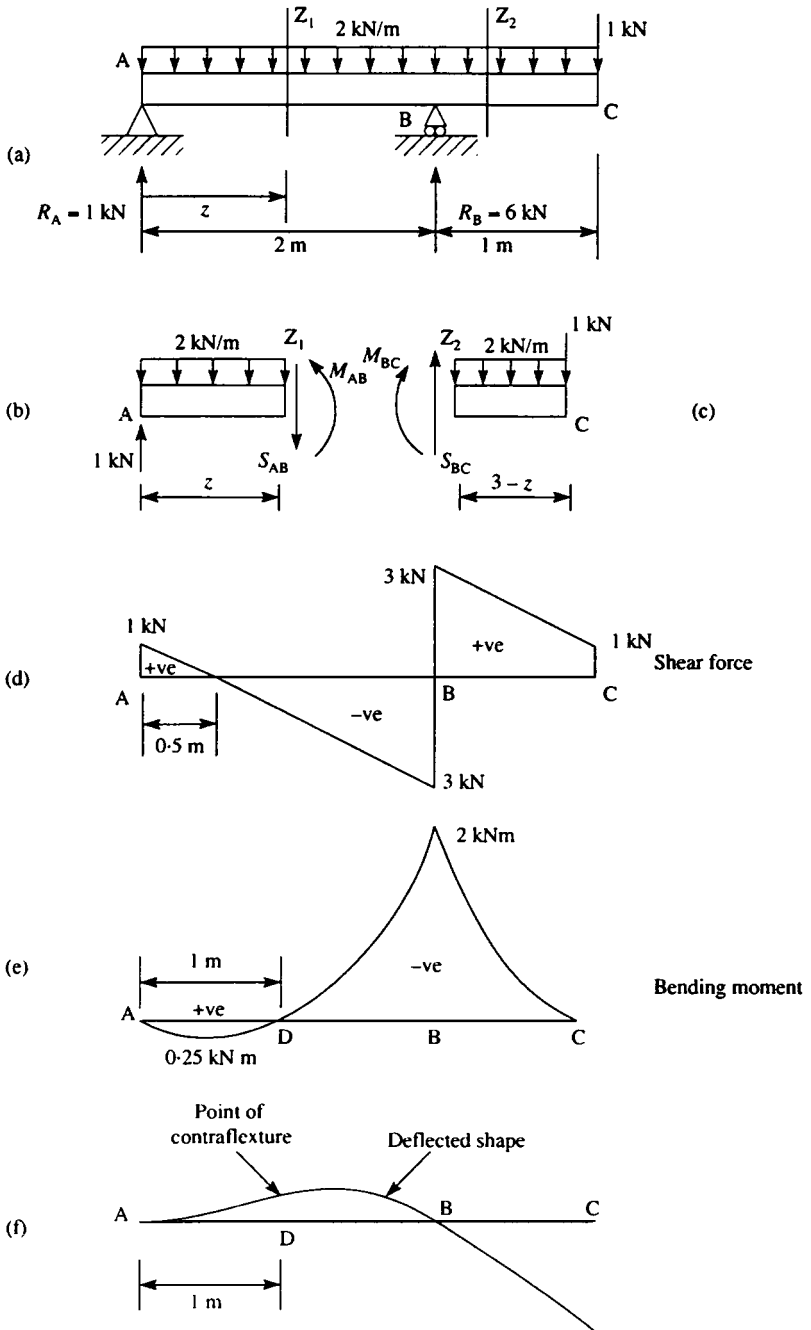 Z₁
Z₂
2 kN/m
1 kN
A
B
C
(a)
R_A = 1 kN
z
R_B = 6 kN
2 m
1 m
1 kN
2 kN/m
Z₁
M_AB
M_BC
Z₂
2 kN/m
(b)
A
C
(c)
1 kN
S_AB
S_BC
z
3 – z
3 kN
1 kN
+ve
1 kN
Shear force
+ve
(d)
A
B
C
–ve
0·5 m
3 kN
2 kNm
1 m
(e)
–ve
Bending moment
A
+ve
D
B
C
0·25 kN m
Point of
contraflexture
Deflected shape
A
B
C
(f)
D
1 m